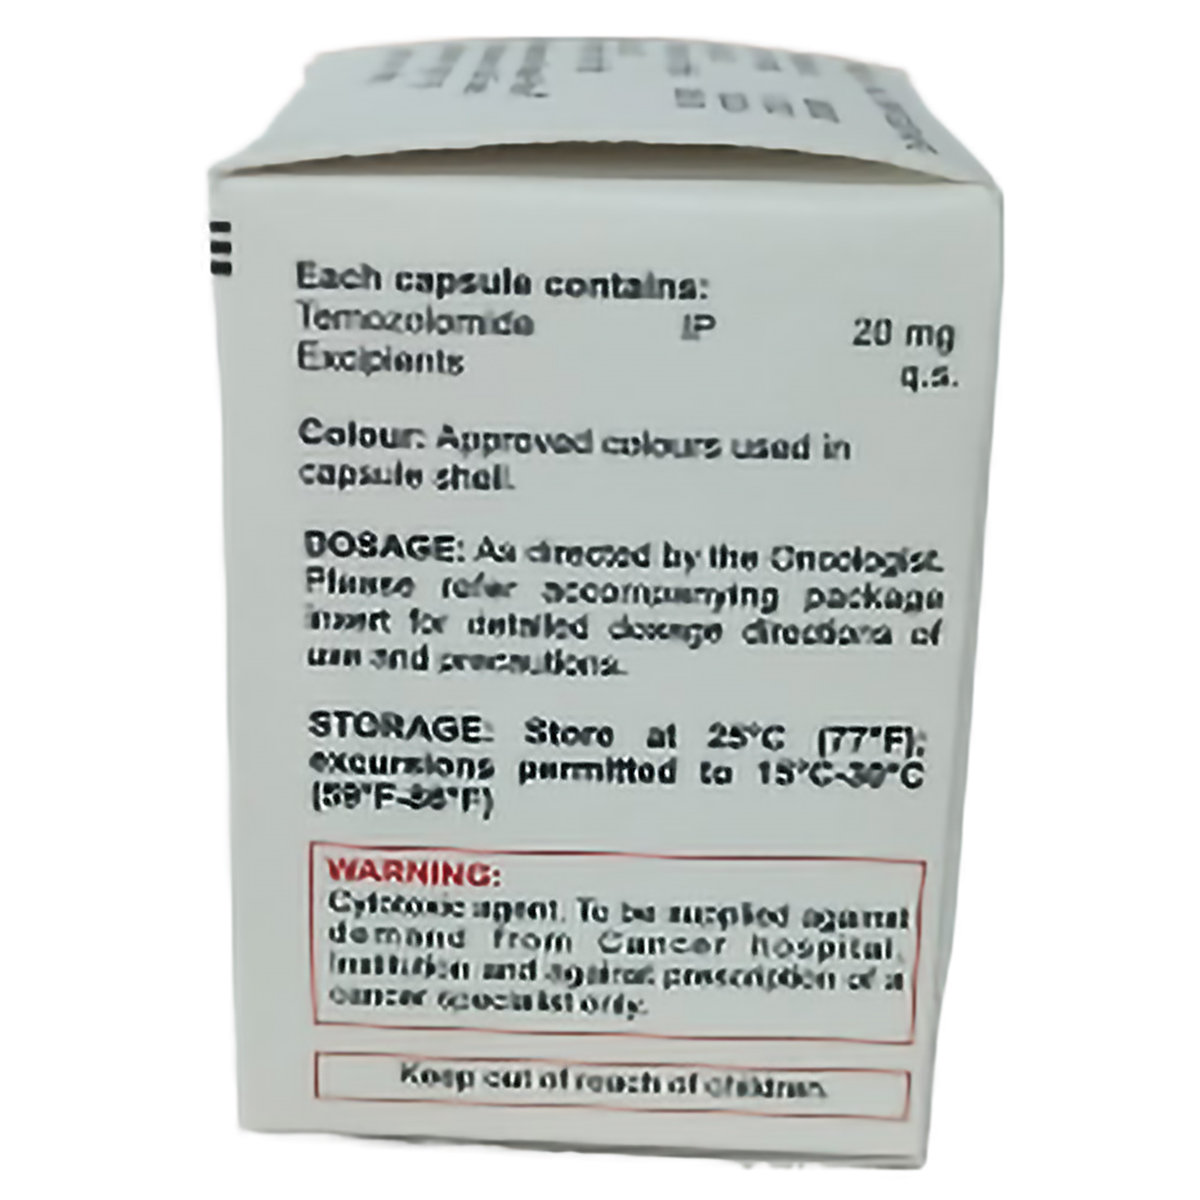 Each capsule contains:
Temozolomide IP 20 mg
Excipients q.s.
Colour: Approved colours used in
capsule shell.
DOSAGE: As directed by the Oncologist.
Please refer accompanying package
insert for detailed dosage directions of
use and precautions.
STORAGE: Store at 25°C (77°F);
excursions permitted to 15°C-30°C
(59°F-86°F)
WARNING:
Cytotoxic agent. To be supplied against
demand from Cancer hospital,
Institution and against prescription of a
cancer specialist only.
Keep out of reach of children.